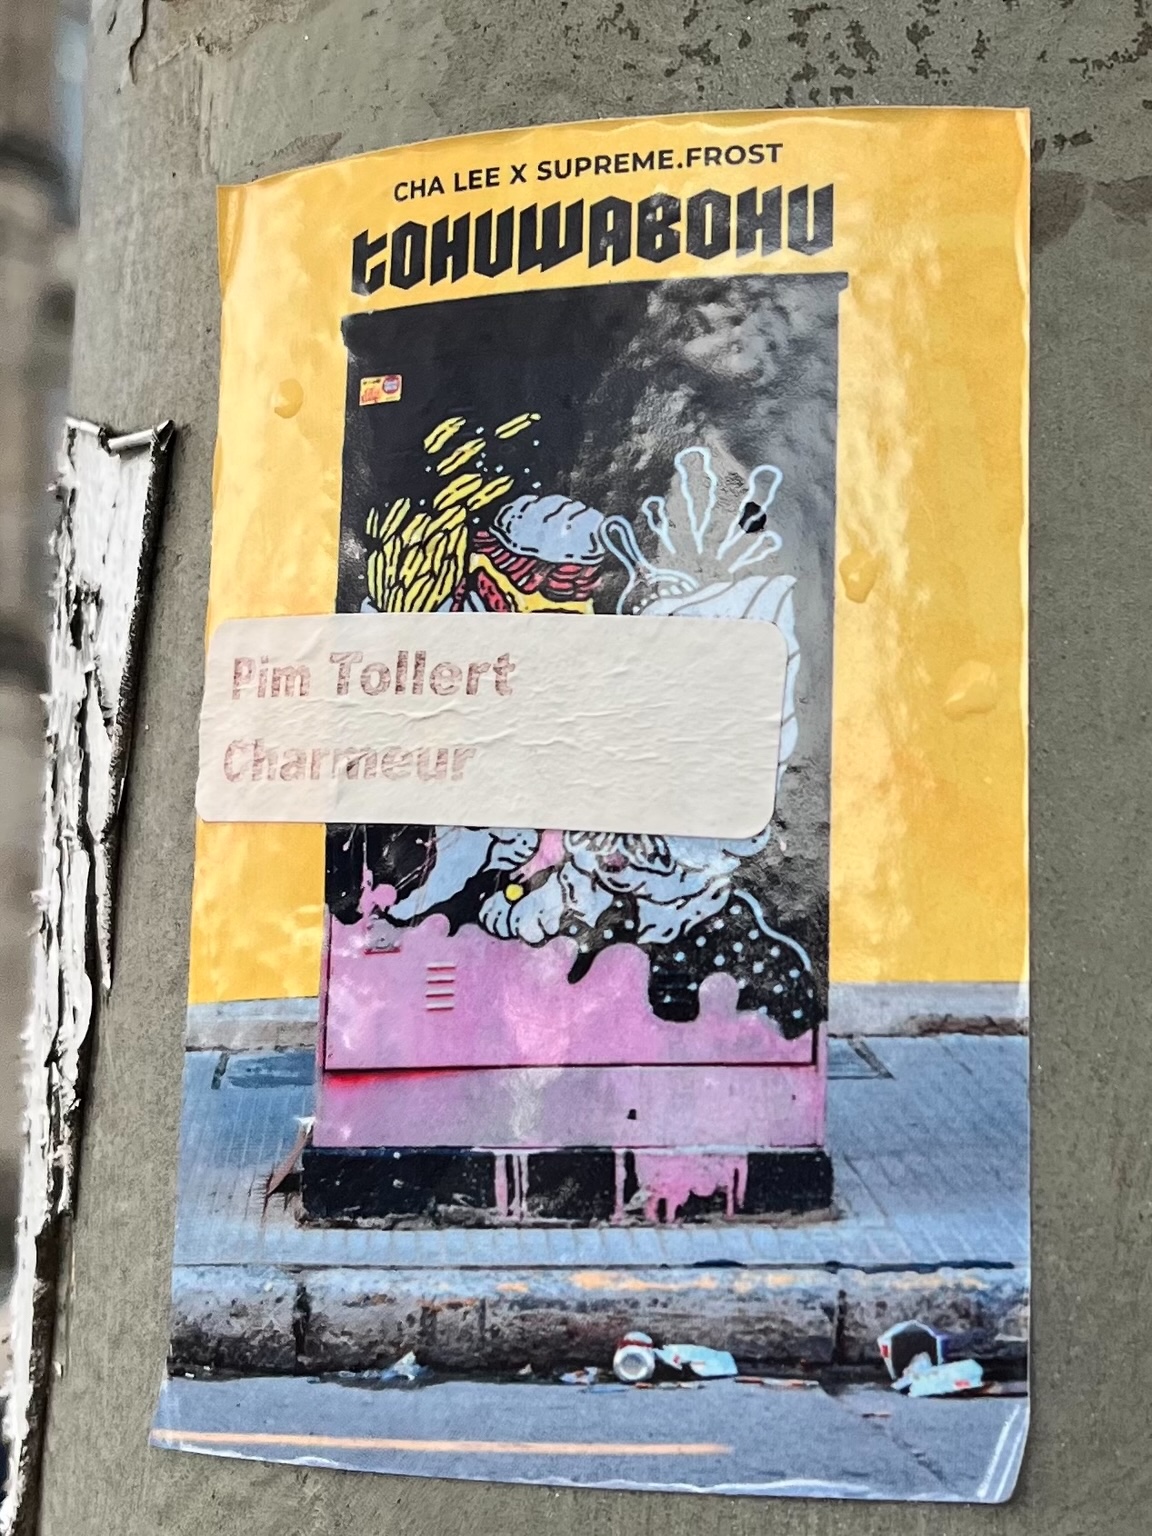 CHA LEE X SUPREME.FROST
tOHUWABOHU
Pim Tollert
Charmeur